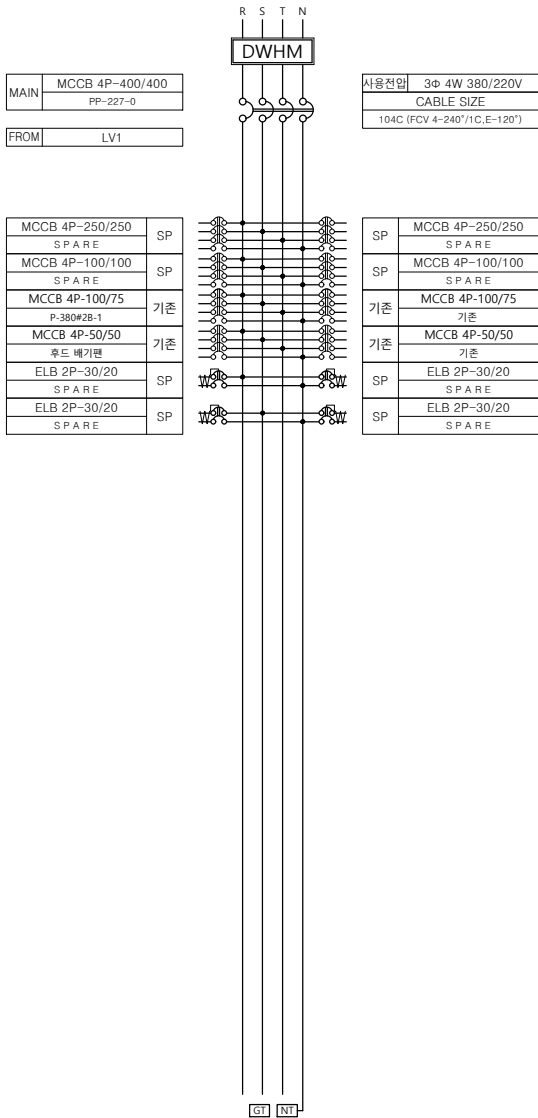 R S T N
DWHM
MAIN
MCCB 4P-400/400
PP-227-0
FROM
LV1
사용전압
3Φ 4W 380/220V
CABLE SIZE
104C (FCV 4-240°/1C,E-120°)
MCCB 4P-250/250
SPARE
SP
MCCB 4P-100/100
SPARE
SP
MCCB 4P-100/75
P-380#2B-1
기존
MCCB 4P-50/50
후드 배기팬
기존
ELB 2P-30/20
SPARE
SP
ELB 2P-30/20
SPARE
SP
SP
MCCB 4P-250/250
SPARE
SP
MCCB 4P-100/100
SPARE
기존
MCCB 4P-100/75
기존
기존
MCCB 4P-50/50
기존
SP
ELB 2P-30/20
SPARE
SP
ELB 2P-30/20
SPARE
GT NT